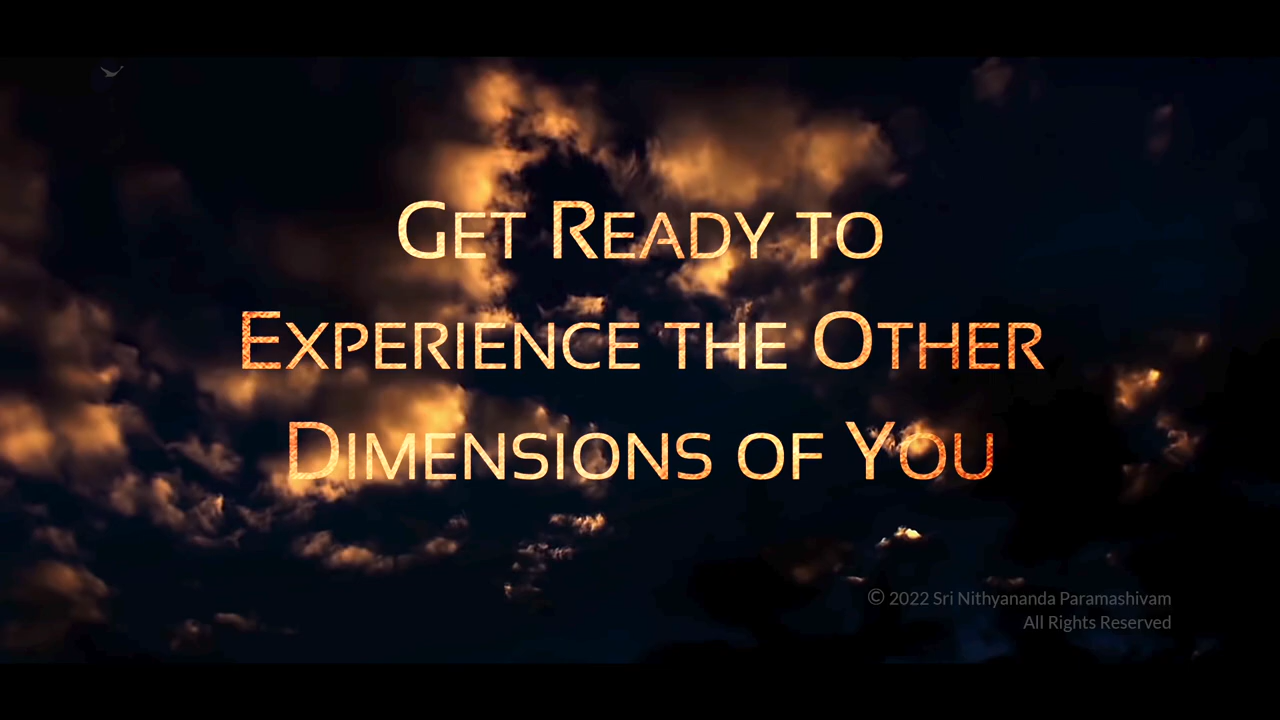 Get Ready to
Experience the Other
Dimensions of You
© 2022 Sri Nithyananda Paramashivam
All Rights Reserved